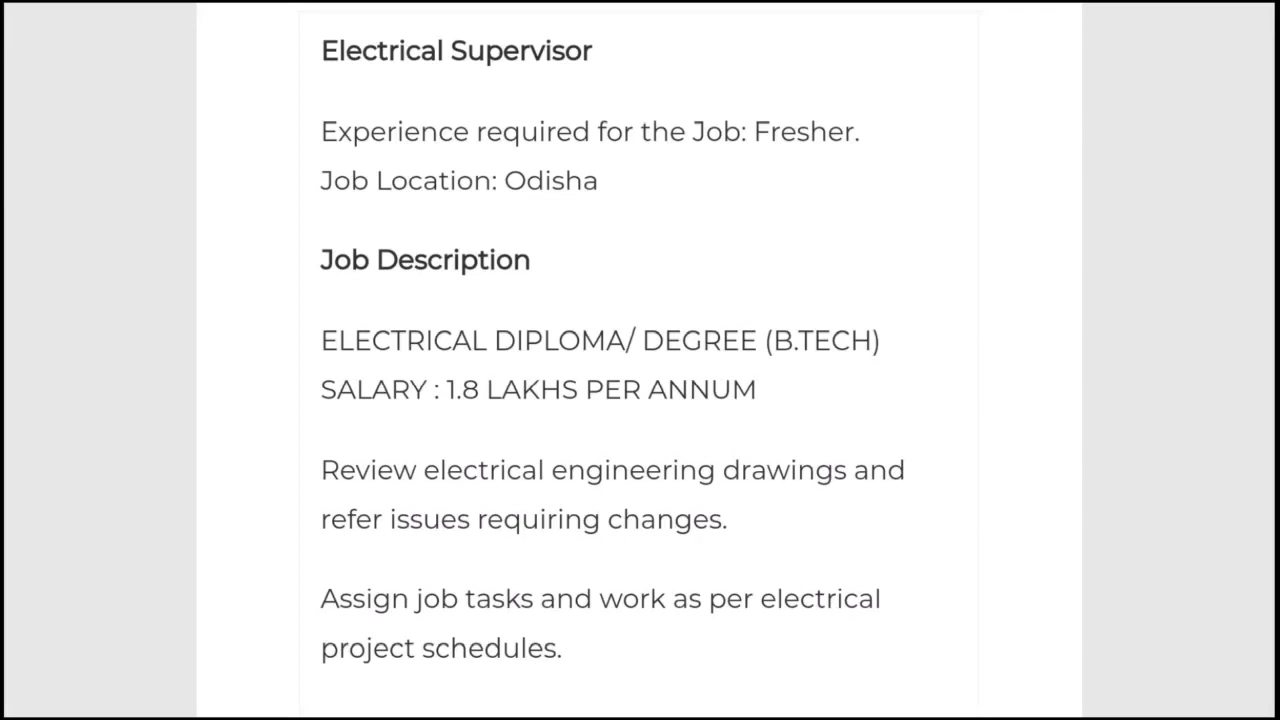 Electrical Supervisor
Experience required for the Job: Fresher.
Job Location: Odisha
Job Description
ELECTRICAL DIPLOMA/ DEGREE (B.TECH)
SALARY : 1.8 LAKHS PER ANNUM
Review electrical engineering drawings and
refer issues requiring changes.
Assign job tasks and work as per electrical
project schedules.